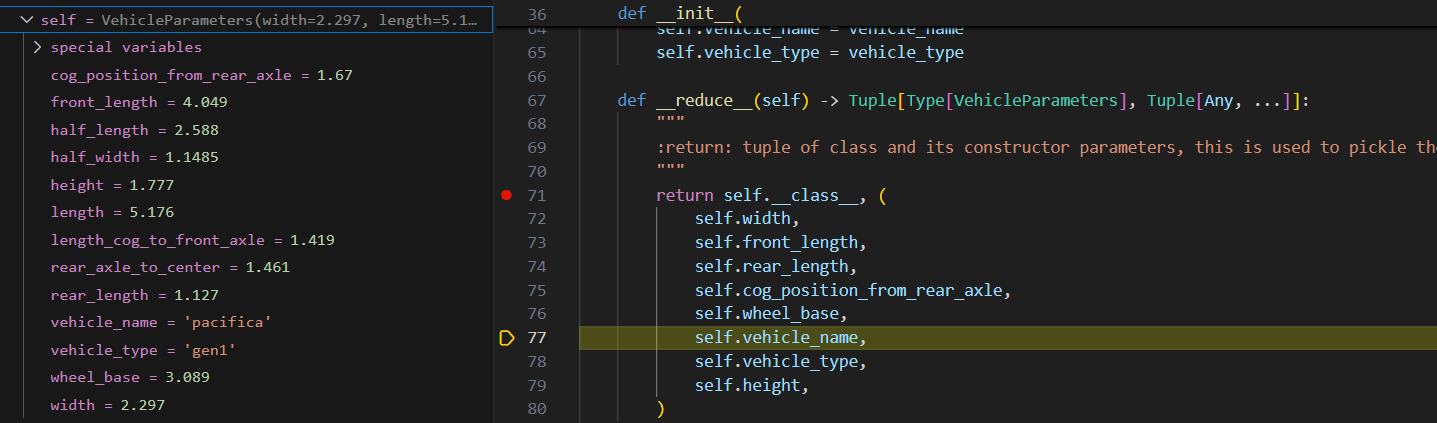 self = VehicleParameters(width=2.297, length=5.1…
special variables
cog_position_from_rear_axle = 1.67
front_length = 4.049
half_length = 2.588
half_width = 1.1485
height = 1.777
length = 5.176
length_cog_to_front_axle = 1.419
rear_axle_to_center = 1.461
rear_length = 1.127
vehicle_name = 'pacifica'
vehicle_type = 'gen1'
wheel_base = 3.089
width = 2.297
36 def __init__(
64 self.vehicle_name = vehicle_name
65 self.vehicle_type = vehicle_type
66
67 def __reduce__(self) -> Tuple[Type[VehicleParameters], Tuple[Any, ...]]:
68 """
69 :return: tuple of class and its constructor parameters, this is used to pickle the
70 """
71 return self.__class__, (
72 self.width,
73 self.front_length,
74 self.rear_length,
75 self.cog_position_from_rear_axle,
76 self.wheel_base,
77 self.vehicle_name,
78 self.vehicle_type,
79 self.height,
80 )